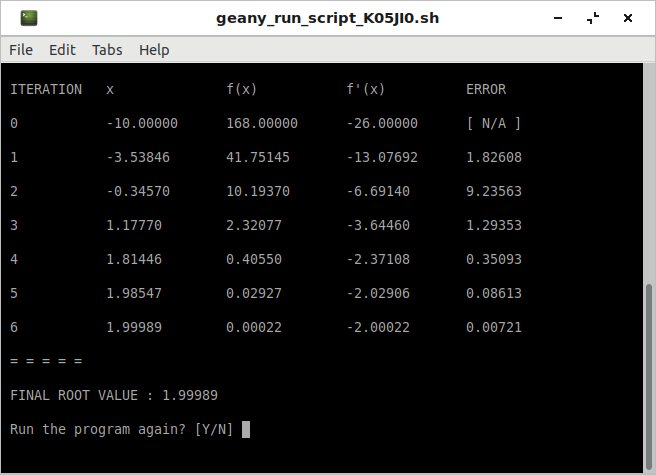 geany_run_script_K05JI0.sh
File Edit Tabs Help
ITERATION x f(x) f'(x) ERROR
0 -10.00000 168.00000 -26.00000 [ N/A ]
1 -3.53846 41.75145 -13.07692 1.82608
2 -0.34570 10.19370 -6.69140 9.23563
3 1.17770 2.32077 -3.64460 1.29353
4 1.81446 0.40550 -2.37108 0.35093
5 1.98547 0.02927 -2.02906 0.08613
6 1.99989 0.00022 -2.00022 0.00721
= = = = =
FINAL ROOT VALUE : 1.99989
Run the program again? [Y/N]